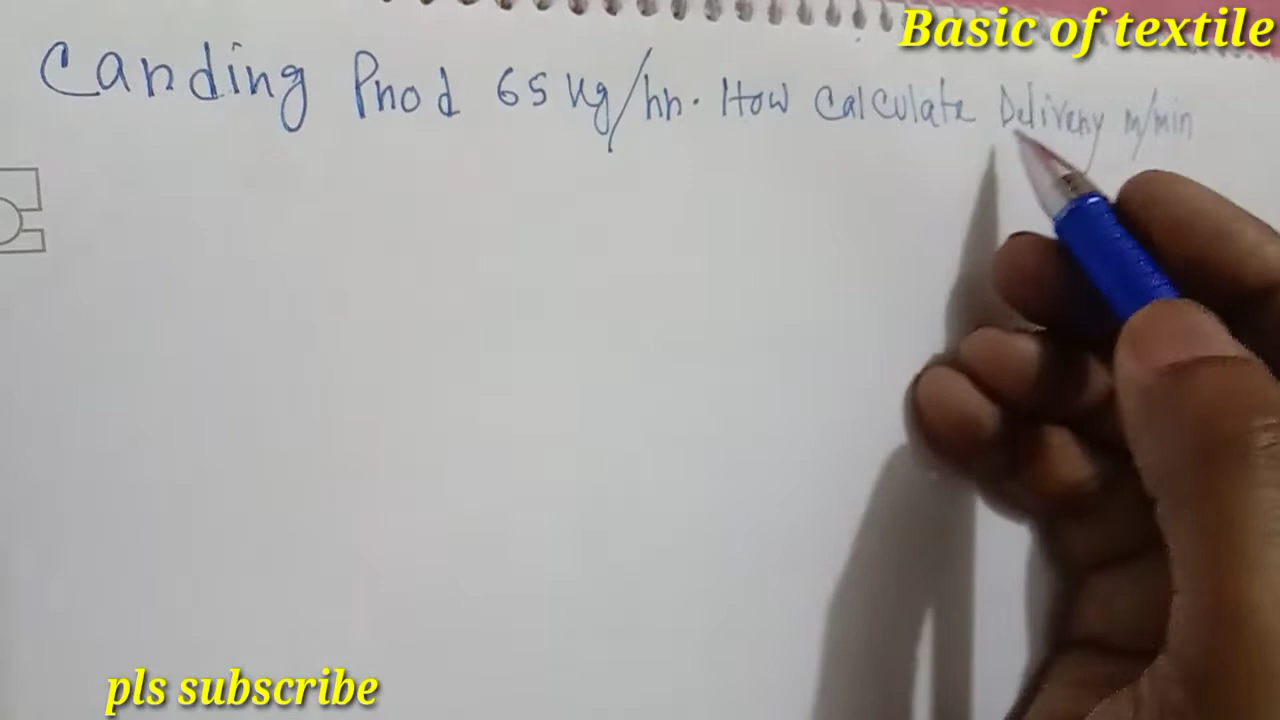 Basic of textile
Carding Prod 65 kg/hr. How Calculate Delivery m/min
pls subscribe